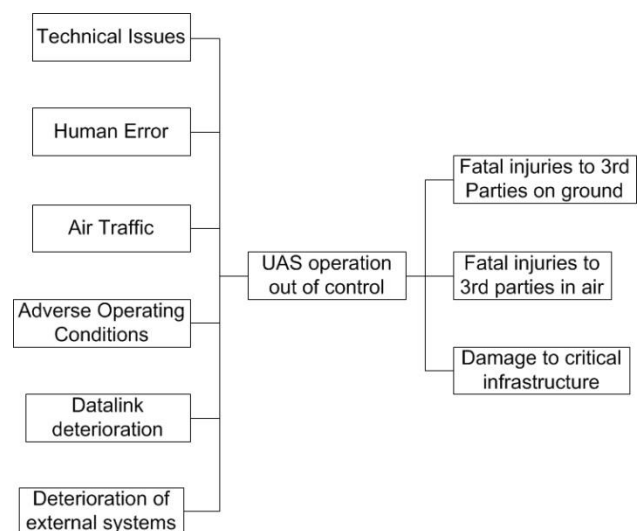 Technical Issues
Human Error
Air Traffic
Adverse Operating
Conditions
Datalink
deterioration
Deterioration of
external systems
UAS operation
out of control
Fatal injuries to 3rd
Parties on ground
Fatal injuries to
3rd parties in air
Damage to critical
infrastructure